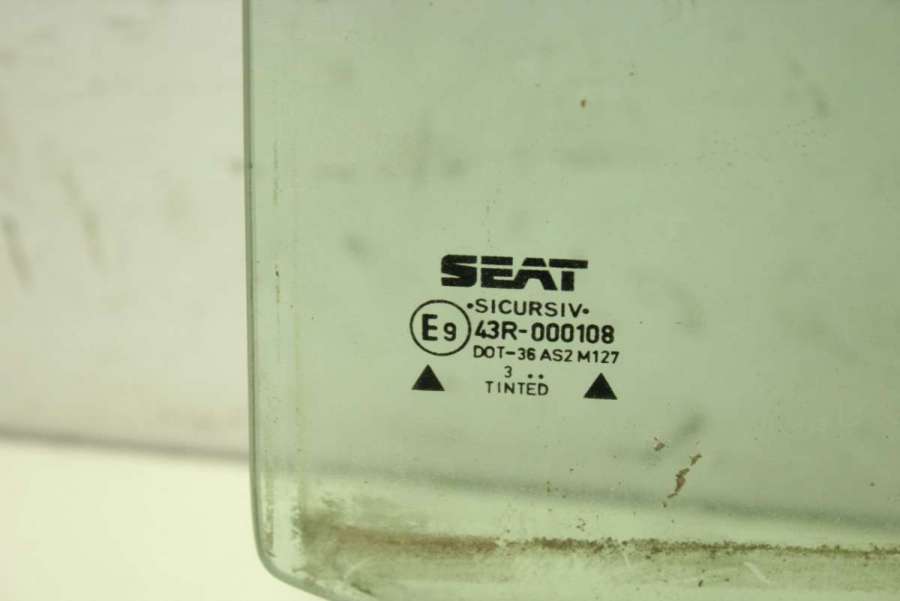 SEAT
•SICURSIV•
E9 43R-000108
DOT-36 AS2 M127
3 ••
TINTED